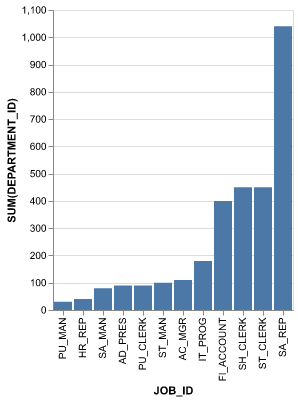 1,100
1,000
900
800
700
600
500
400
300
200
100
0
SUM(DEPARTMENT_ID)
PU_MAN
HR_REP
SA_MAN
AD_PRES
PU_CLERK
ST_MAN
AC_MGR
IT_PROG
FI_ACCOUNT
SH_CLERK
ST_CLERK
SA_REP
JOB_ID